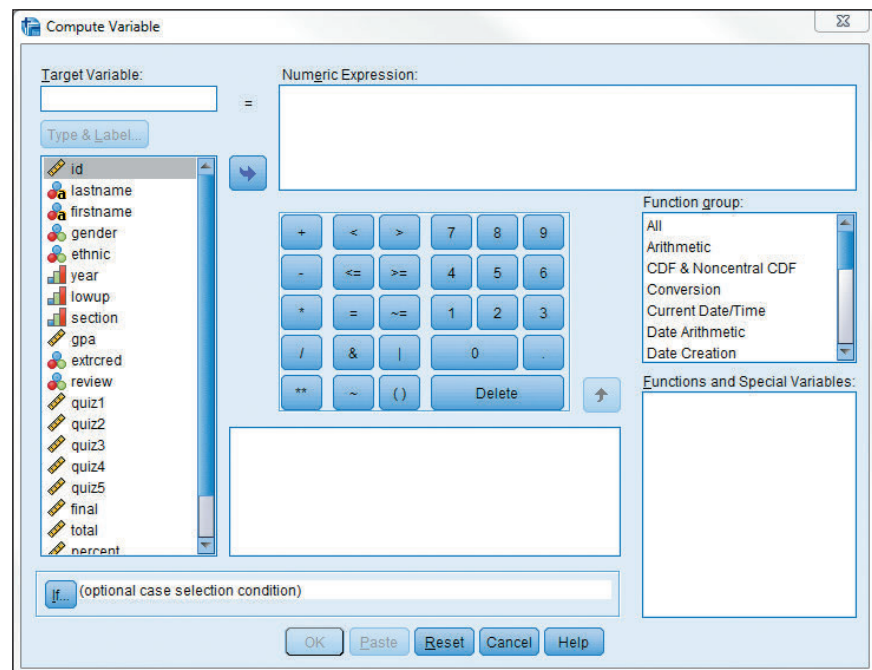 Compute Variable
Target Variable:
Numeric Expression:
=
Type & Label...
id
lastname
firstname
gender
ethnic
year
lowup
section
gpa
extrcred
review
quiz1
quiz2
quiz3
quiz4
quiz5
final
total
percent
+ < > 7 8 9
- <= >= 4 5 6
* = ~= 1 2 3
/ & | 0 .
** ~ ( ) Delete
Function group:
All
Arithmetic
CDF & Noncentral CDF
Conversion
Current Date/Time
Date Arithmetic
Date Creation
Functions and Special Variables:
If... (optional case selection condition)
OK Paste Reset Cancel Help